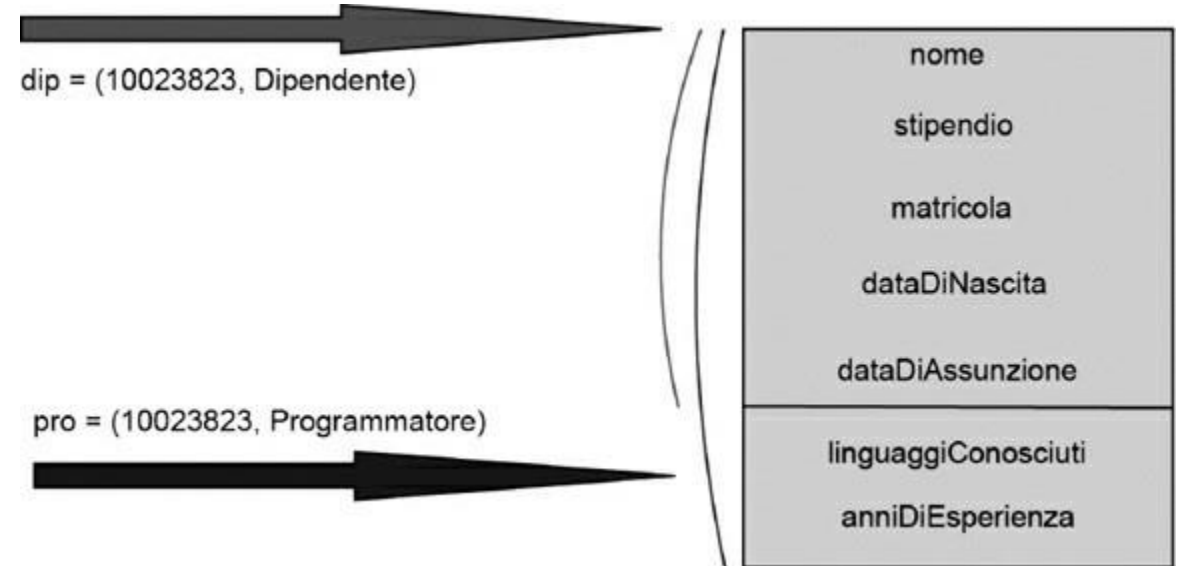 dip = (10023823, Dipendente)
pro = (10023823, Programmatore)
nome
stipendio
matricola
dataDiNascita
dataDiAssunzione
linguaggiConosciuti
anniDiEsperienza